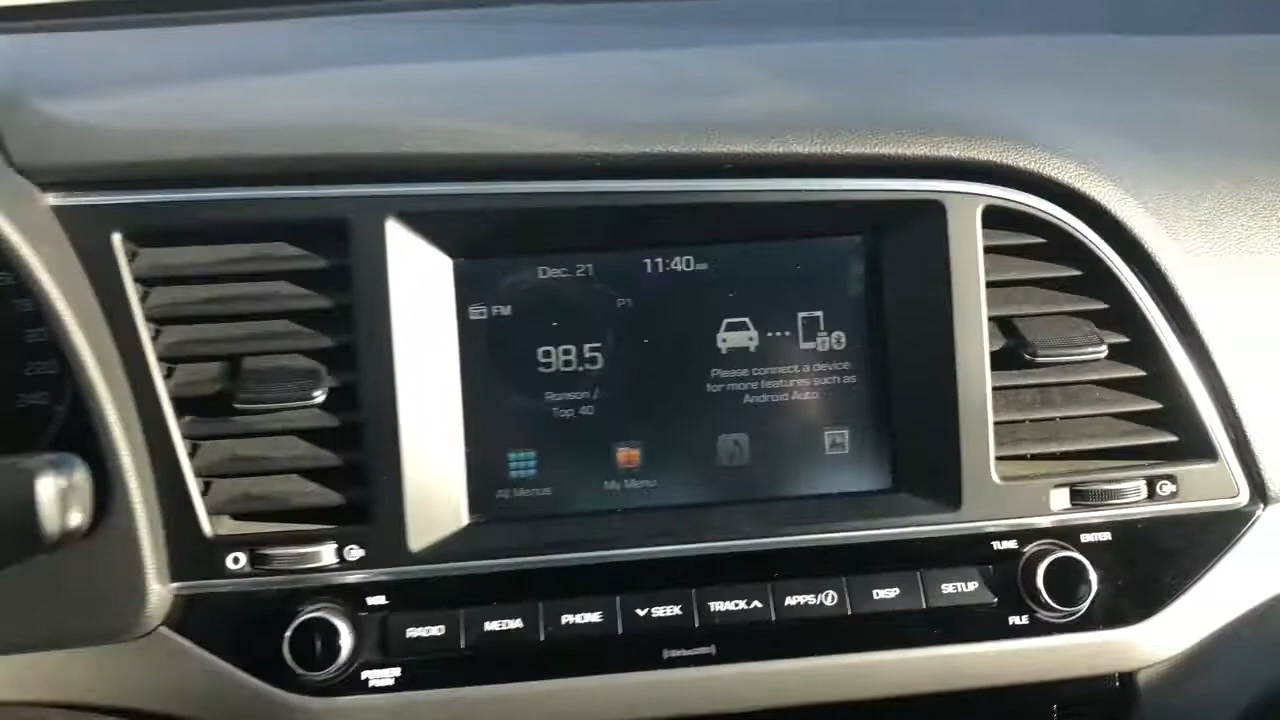 Dec. 21
11:40
FM
P1
98.5
Ronson /
Top 40
Please connect a device
for more features such as
Android Auto.
All Menus
My Menu
220
240
VOL
RADIO
MEDIA
PHONE
SEEK
TRACK
APPS/
DISP
SETUP
TUNE
ENTER
FILE
POWER
PUSH